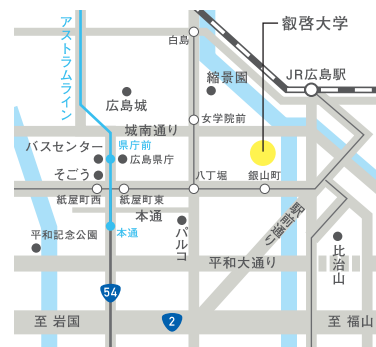 アストラムライン
白島
叡啓大学
縮景園
JR広島駅
広島城
女学院前
城南通り
県庁前
バスセンター
広島県庁
そごう
八丁堀
銀山町
紙屋町西
紙屋町東
本通
パルコ
駅前通り
本通
平和記念公園
比治山
平和大通り
54
至 岩国
2
至 福山